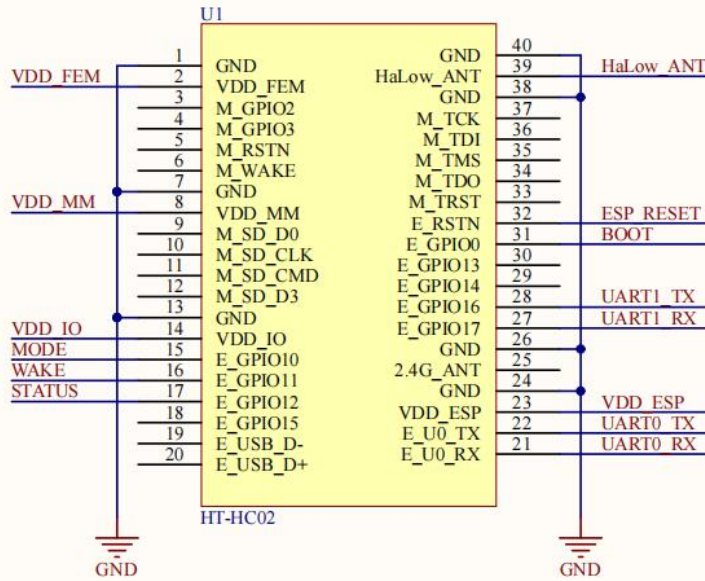 U1
1 GND
VDD_FEM 2 VDD_FEM
3 M_GPIO2
4 M_GPIO3
5 M_RSTN
6 M_WAKE
7 GND
VDD_MM 8 VDD_MM
9 M_SD_D0
10 M_SD_CLK
11 M_SD_CMD
12 M_SD_D3
13 GND
VDD_IO 14 VDD_IO
MODE 15 E_GPIO10
WAKE 16 E_GPIO11
STATUS 17 E_GPIO12
18 E_GPIO15
19 E_USB_D-
20 E_USB_D+
GND 40
HaLow_ANT 39 HaLow_ANT
GND 38
M_TCK 37
M_TDI 36
M_TMS 35
M_TDO 34
M_TRST 33
E_RSTN 32 ESP_RESET
E_GPIO0 31 BOOT
E_GPIO13 30
E_GPIO14 29
E_GPIO16 28 UART1_TX
E_GPIO17 27 UART1_RX
GND 26
2.4G_ANT 25
GND 24
VDD_ESP 23 VDD_ESP
E_U0_TX 22 UART0_TX
E_U0_RX 21 UART0_RX
HT-HC02
GND
GND